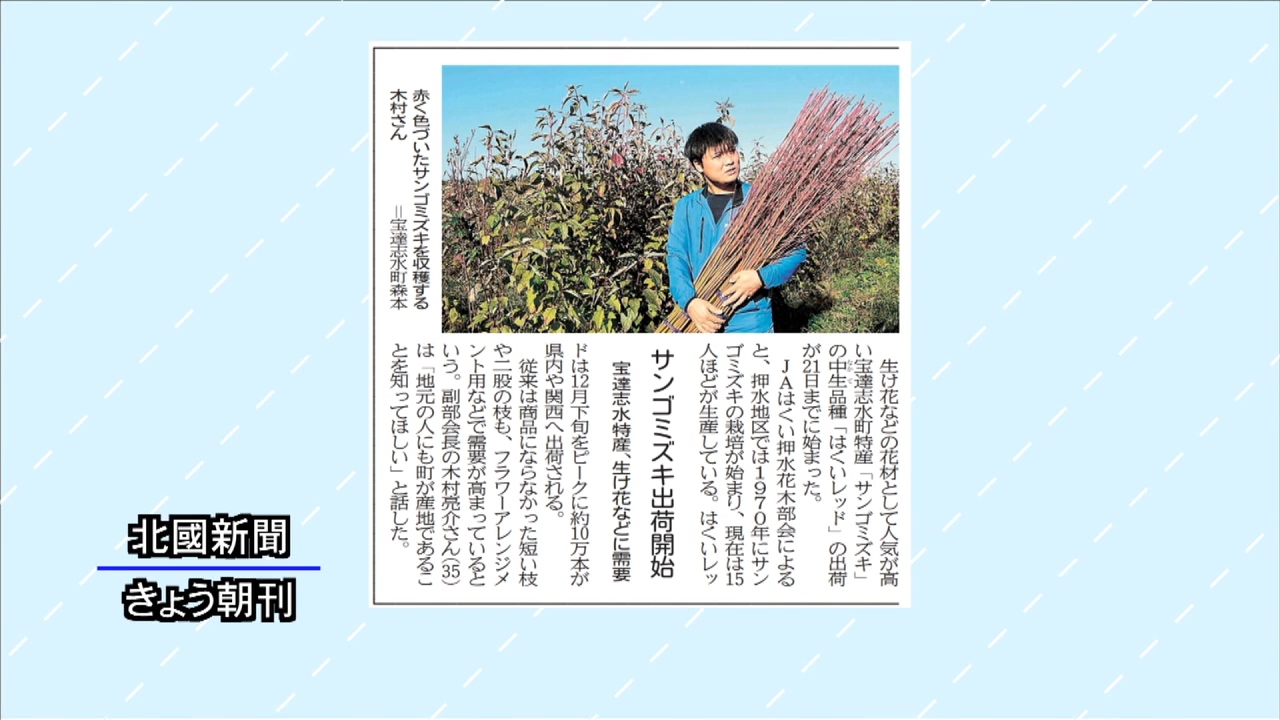 赤く色づいたサンゴミズキを収穫する
木村さん　＝宝達志水町森本
サンゴミズキ出荷開始
宝達志水特産、生け花などに需要
生け花などの花材として人気が高
い宝達志水町特産「サンゴミズキ」
の中生品種「はくいレッド」の出荷
なかて
が21日までに始まった。
ＪＡはくい押水花木部会による
と、押水地区では1970年にサン
ゴミズキの栽培が始まり、現在は15
人ほどが生産している。はくいレッ
ドは12月下旬をピークに約10万本が
県内や関西へ出荷される。
従来は商品にならなかった短い枝
や二股の枝も、フラワーアレンジメ
ント用などで需要が高まっていると
いう。副部会長の木村亮介さん(35)
は「地元の人にも町が産地であるこ
とを知ってほしい」と話した。
北國新聞
きょう朝刊